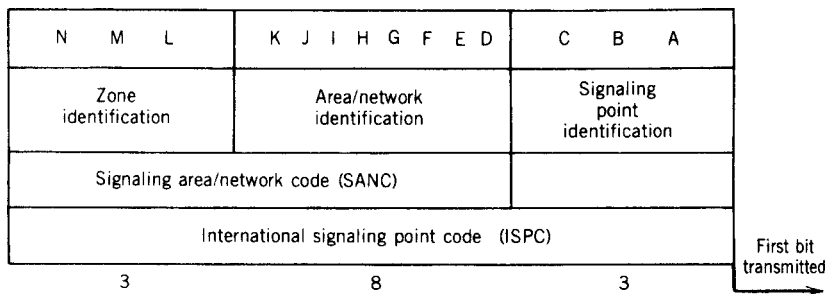 N M L K J I H G F E D C B A
Zone
identification
Area/network
identification
Signaling
point
identification
Signaling area/network code (SANC)
International signaling point code (ISPC)
3 8 3
First bit
transmitted